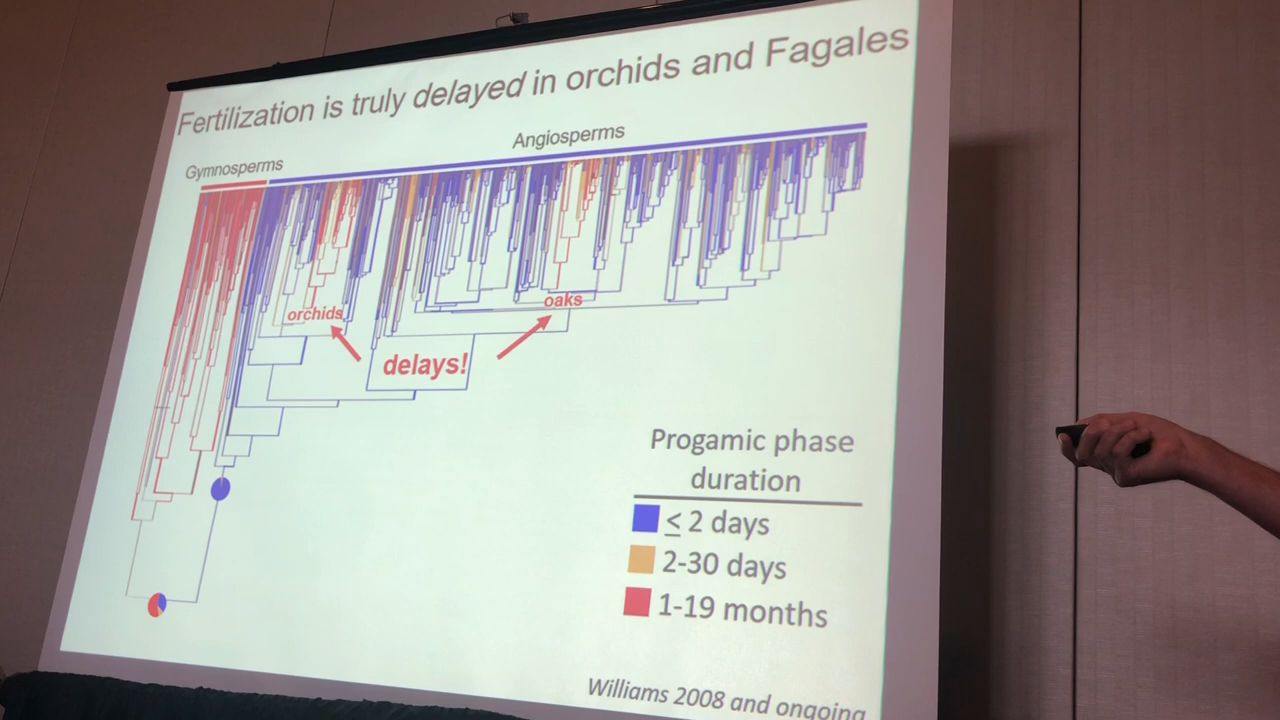 Fertilization is truly delayed in orchids and Fagales
Angiosperms
Gymnosperms
orchids
oaks
delays!
Progamic phase
duration
≤ 2 days
2-30 days
1-19 months
Williams 2008 and ongoing